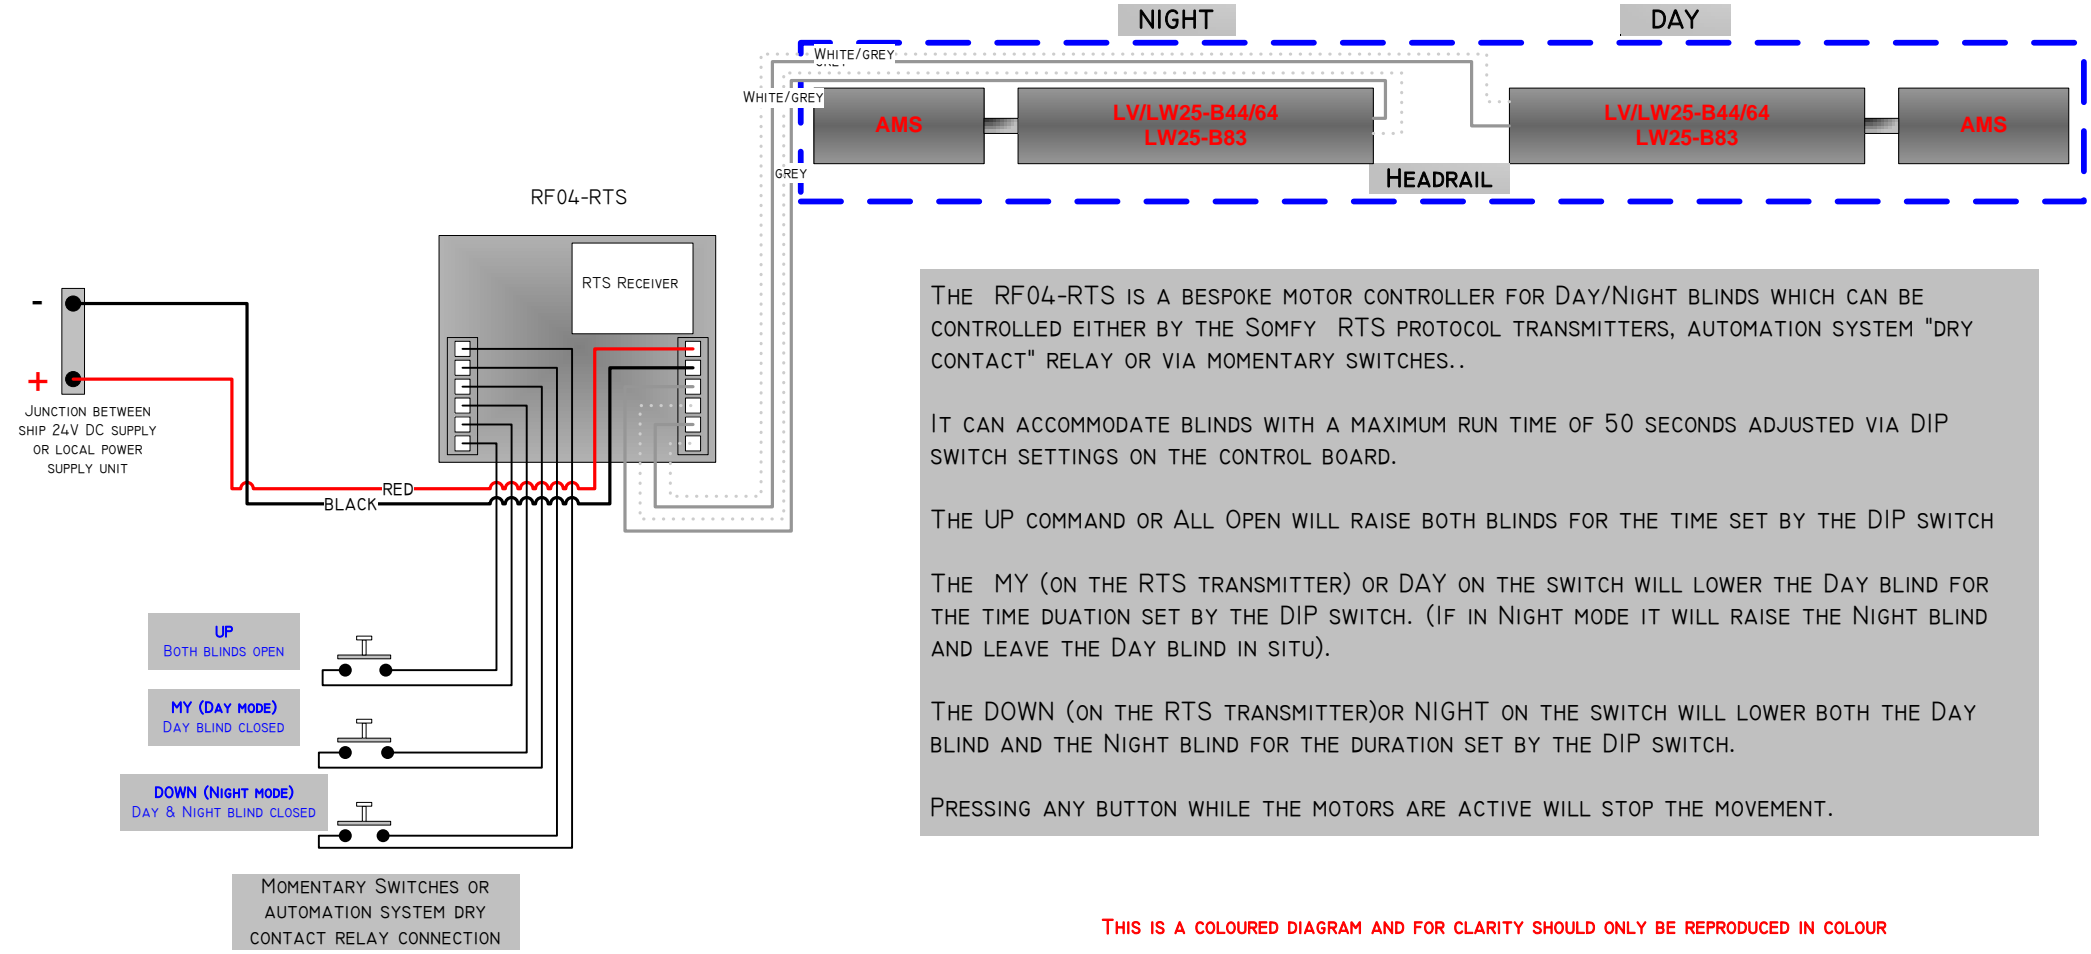 NIGHT
DAY
White/grey
White/grey
AMS
LV/LW25-B44/64
LW25-B83
LV/LW25-B44/64
LW25-B83
AMS
grey
Headrail
RF04-RTS
RTS Receiver
-
+
Junction between
ship 24V DC supply
or local power
supply unit
RED
BLACK
The RF04-RTS is a bespoke motor controller for Day/Night blinds which can be
controlled either by the Somfy RTS protocol transmitters, automation system "dry
contact" relay or via momentary switches..
It can accommodate blinds with a maximum run time of 50 seconds adjusted via DIP
switch settings on the control board.
The UP command or All Open will raise both blinds for the time set by the DIP switch
The MY (on the RTS transmitter) or DAY on the switch will lower the Day blind for
the time duation set by the DIP switch. (If in Night mode it will raise the Night blind
and leave the Day blind in situ).
The DOWN (on the RTS transmitter)or NIGHT on the switch will lower both the Day
blind and the Night blind for the duration set by the DIP switch.
Pressing any button while the motors are active will stop the movement.
UP
Both blinds open
MY (Day mode)
Day blind closed
DOWN (Night mode)
Day & Night blind closed
Momentary Switches or
automation system dry
contact relay connection
This is a coloured diagram and for clarity should only be reproduced in colour